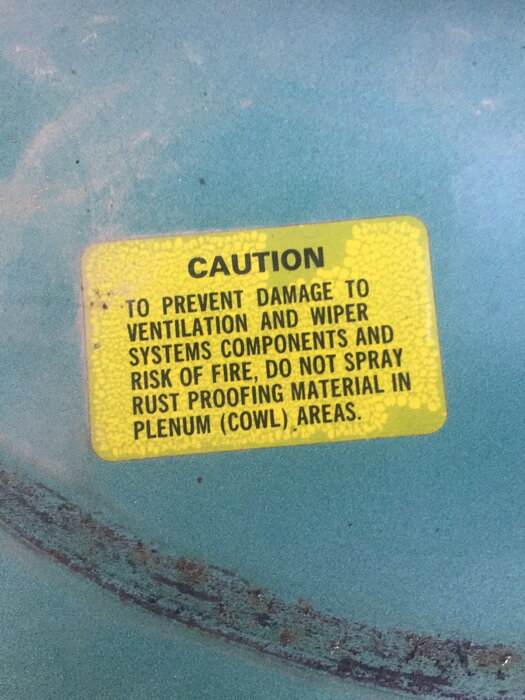 CAUTION
TO PREVENT DAMAGE TO
VENTILATION AND WIPER
SYSTEMS COMPONENTS AND
RISK OF FIRE, DO NOT SPRAY
RUST PROOFING MATERIAL IN
PLENUM (COWL) AREAS.